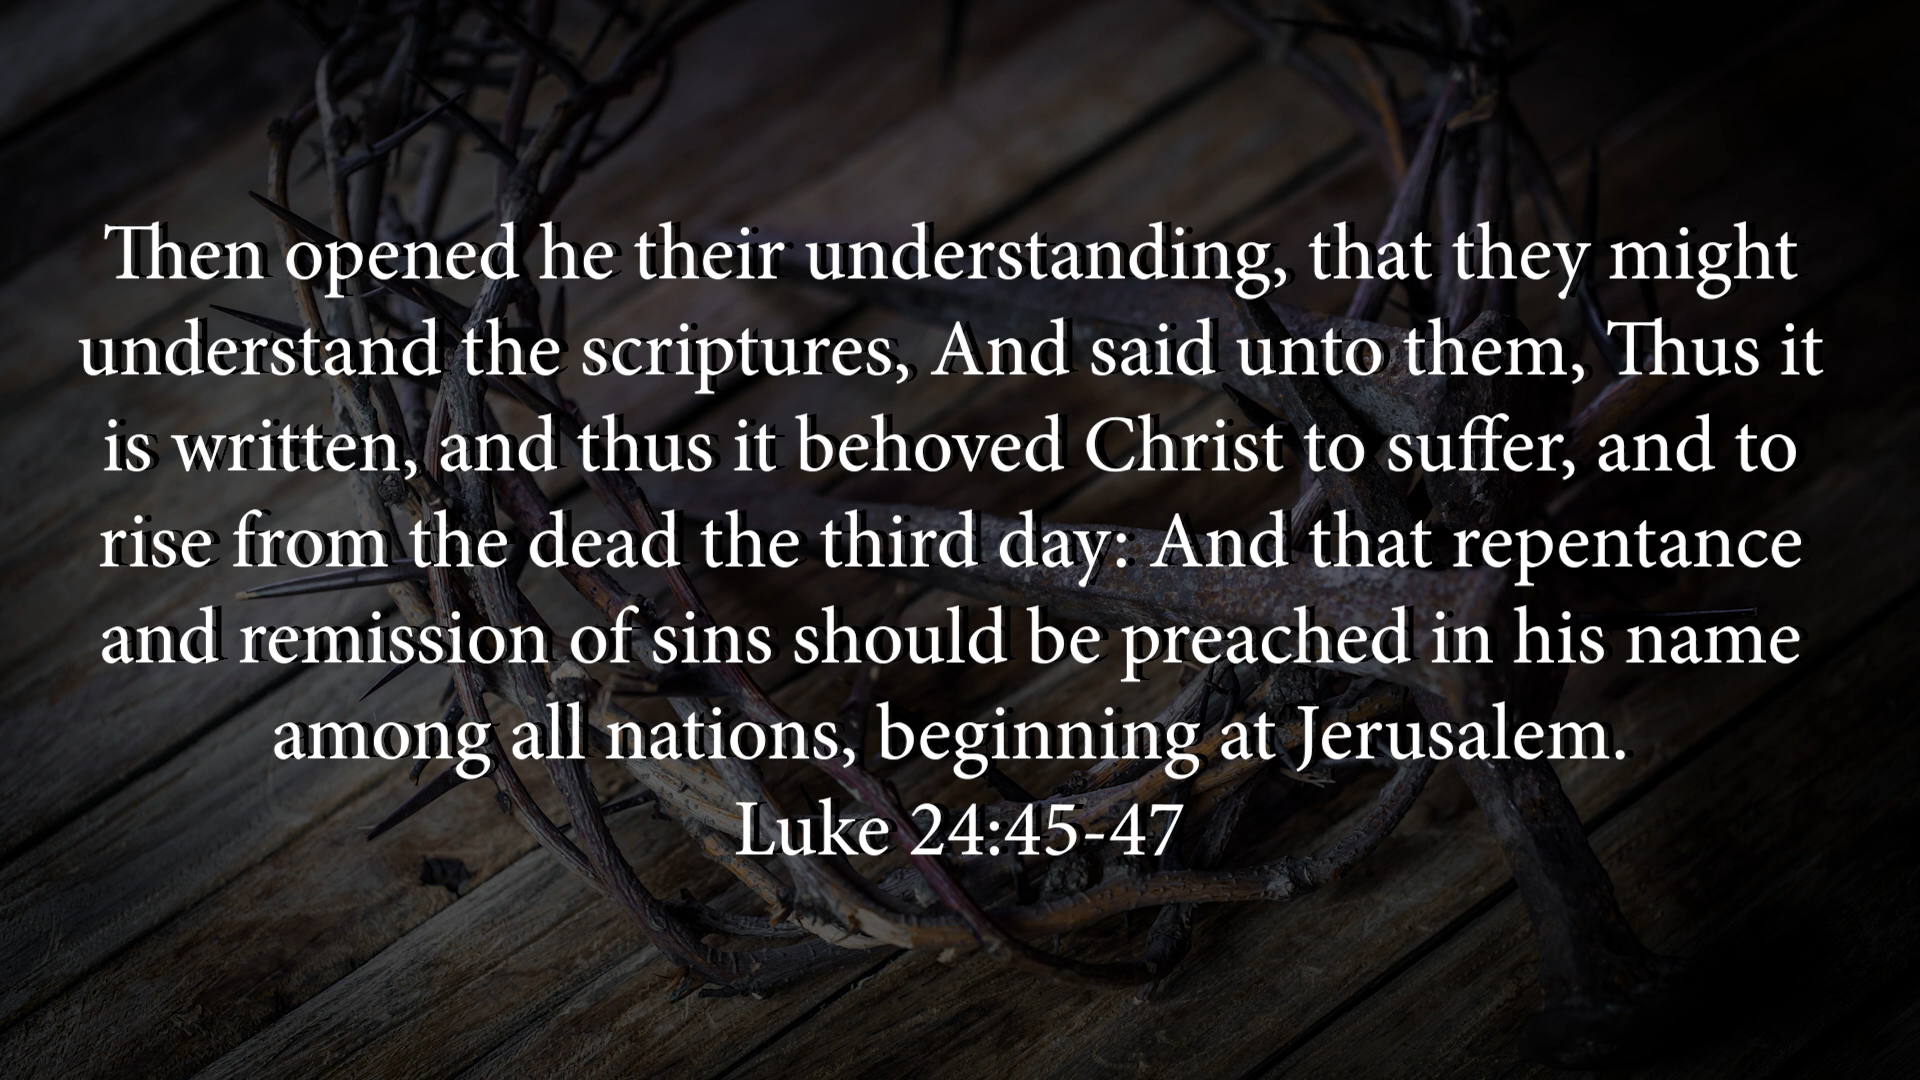 Then opened he their understanding, that they might
understand the scriptures, And said unto them, Thus it
is written, and thus it behoved Christ to suffer, and to
rise from the dead the third day: And that repentance
and remission of sins should be preached in his name
among all nations, beginning at Jerusalem.
Luke 24:45-47